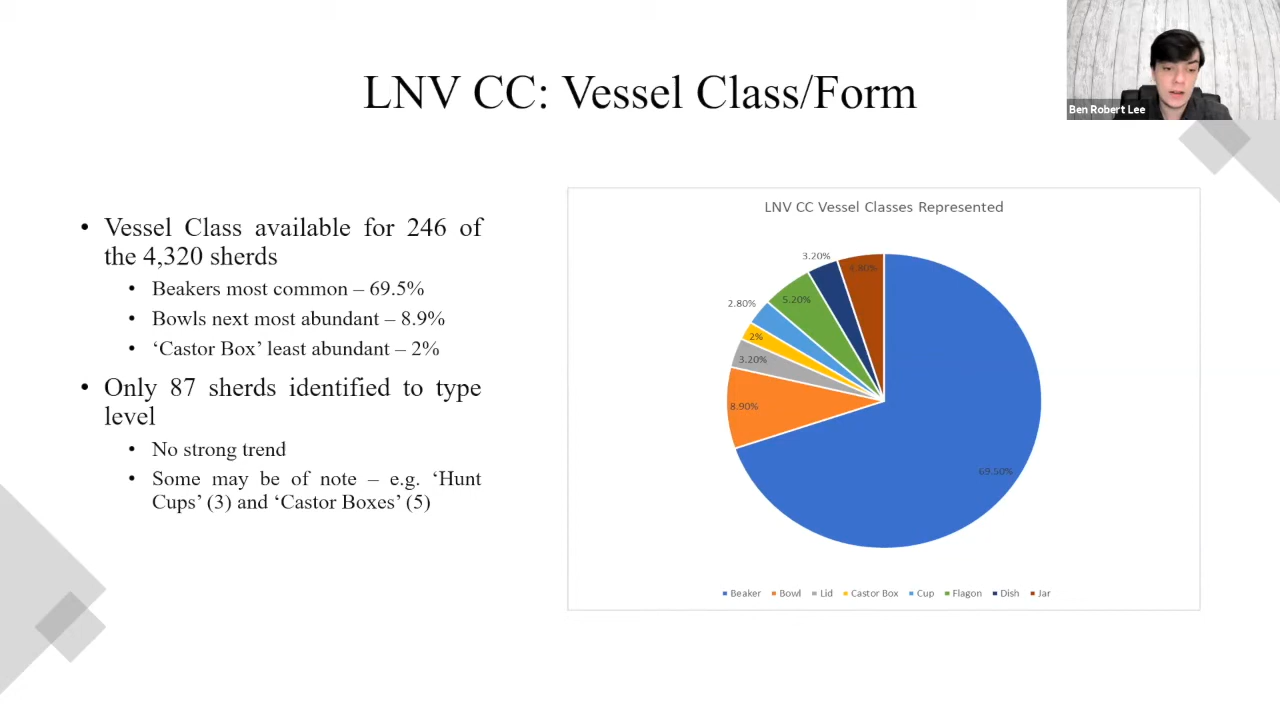 LNV CC: Vessel Class/Form
Ben Robert Lee
• Vessel Class available for 246 of
the 4,320 sherds
• Beakers most common – 69.5%
• Bowls next most abundant – 8.9%
• ‘Castor Box’ least abundant – 2%
• Only 87 sherds identified to type
level
• No strong trend
• Some may be of note – e.g. ‘Hunt
Cups’ (3) and ‘Castor Boxes’ (5)
LNV CC Vessel Classes Represented
3.20%
4.80%
5.20%
2.80%
2%
3.20%
8.90%
69.50%
Beaker Bowl Lid Castor Box Cup Flagon Dish Jar